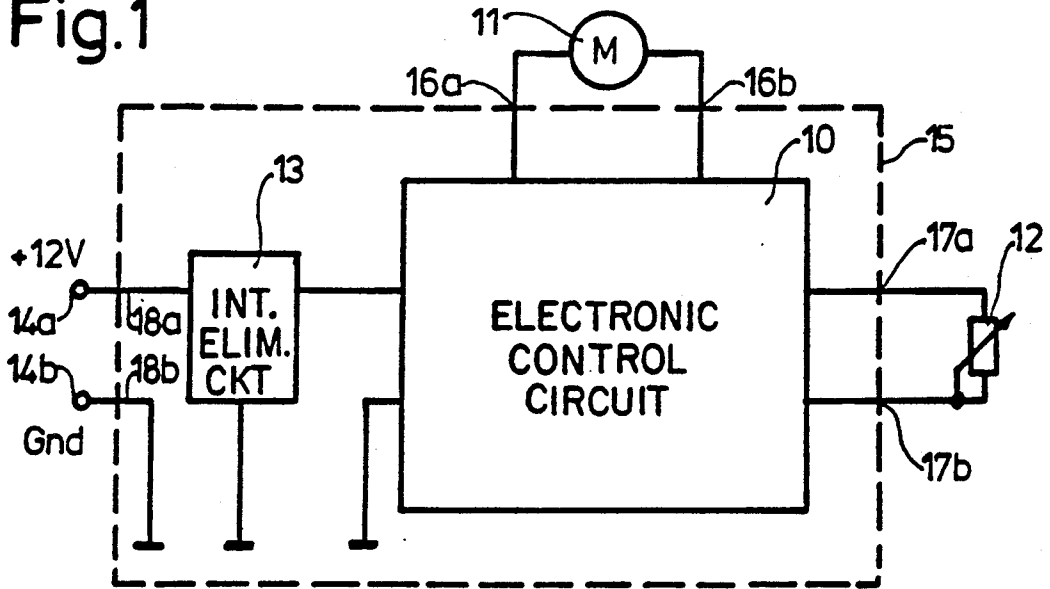 Fig.1
11
M
16a
16b
10
15
13
+12V
17a
12
14a
18a
INT.
ELIM.
CKT
ELECTRONIC
CONTROL
CIRCUIT
14b
18b
Gnd
17b